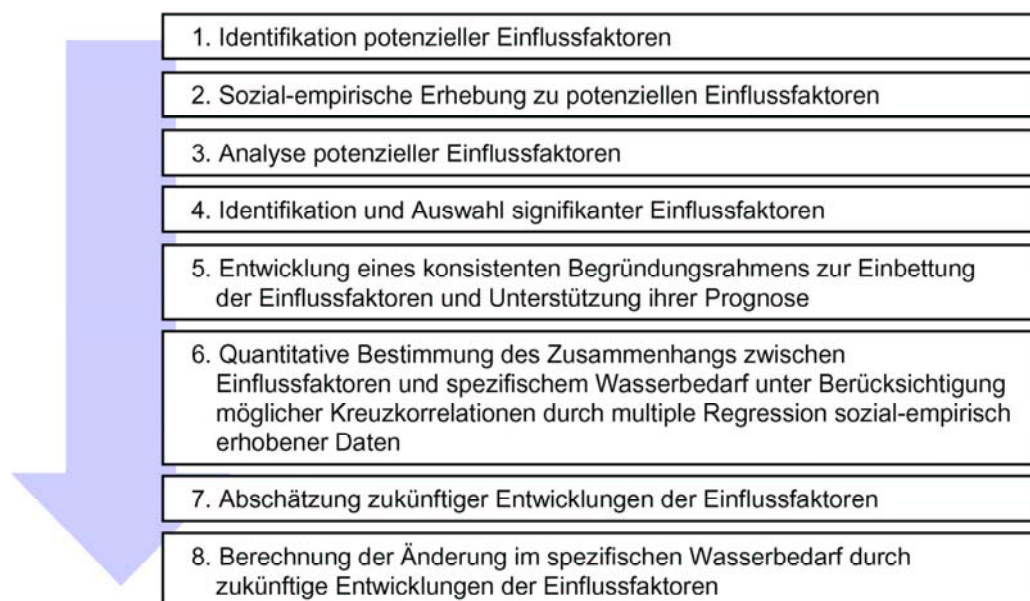 1. Identifikation potenzieller Einflussfaktoren
2. Sozial-empirische Erhebung zu potenziellen Einflussfaktoren
3. Analyse potenzieller Einflussfaktoren
4. Identifikation und Auswahl signifikanter Einflussfaktoren
5. Entwicklung eines konsistenten Begründungsrahmens zur Einbettung
der Einflussfaktoren und Unterstützung ihrer Prognose
6. Quantitative Bestimmung des Zusammenhangs zwischen
Einflussfaktoren und spezifischem Wasserbedarf unter Berücksichtigung
möglicher Kreuzkorrelationen durch multiple Regression sozial-empirisch
erhobener Daten
7. Abschätzung zukünftiger Entwicklungen der Einflussfaktoren
8. Berechnung der Änderung im spezifischen Wasserbedarf durch
zukünftige Entwicklungen der Einflussfaktoren